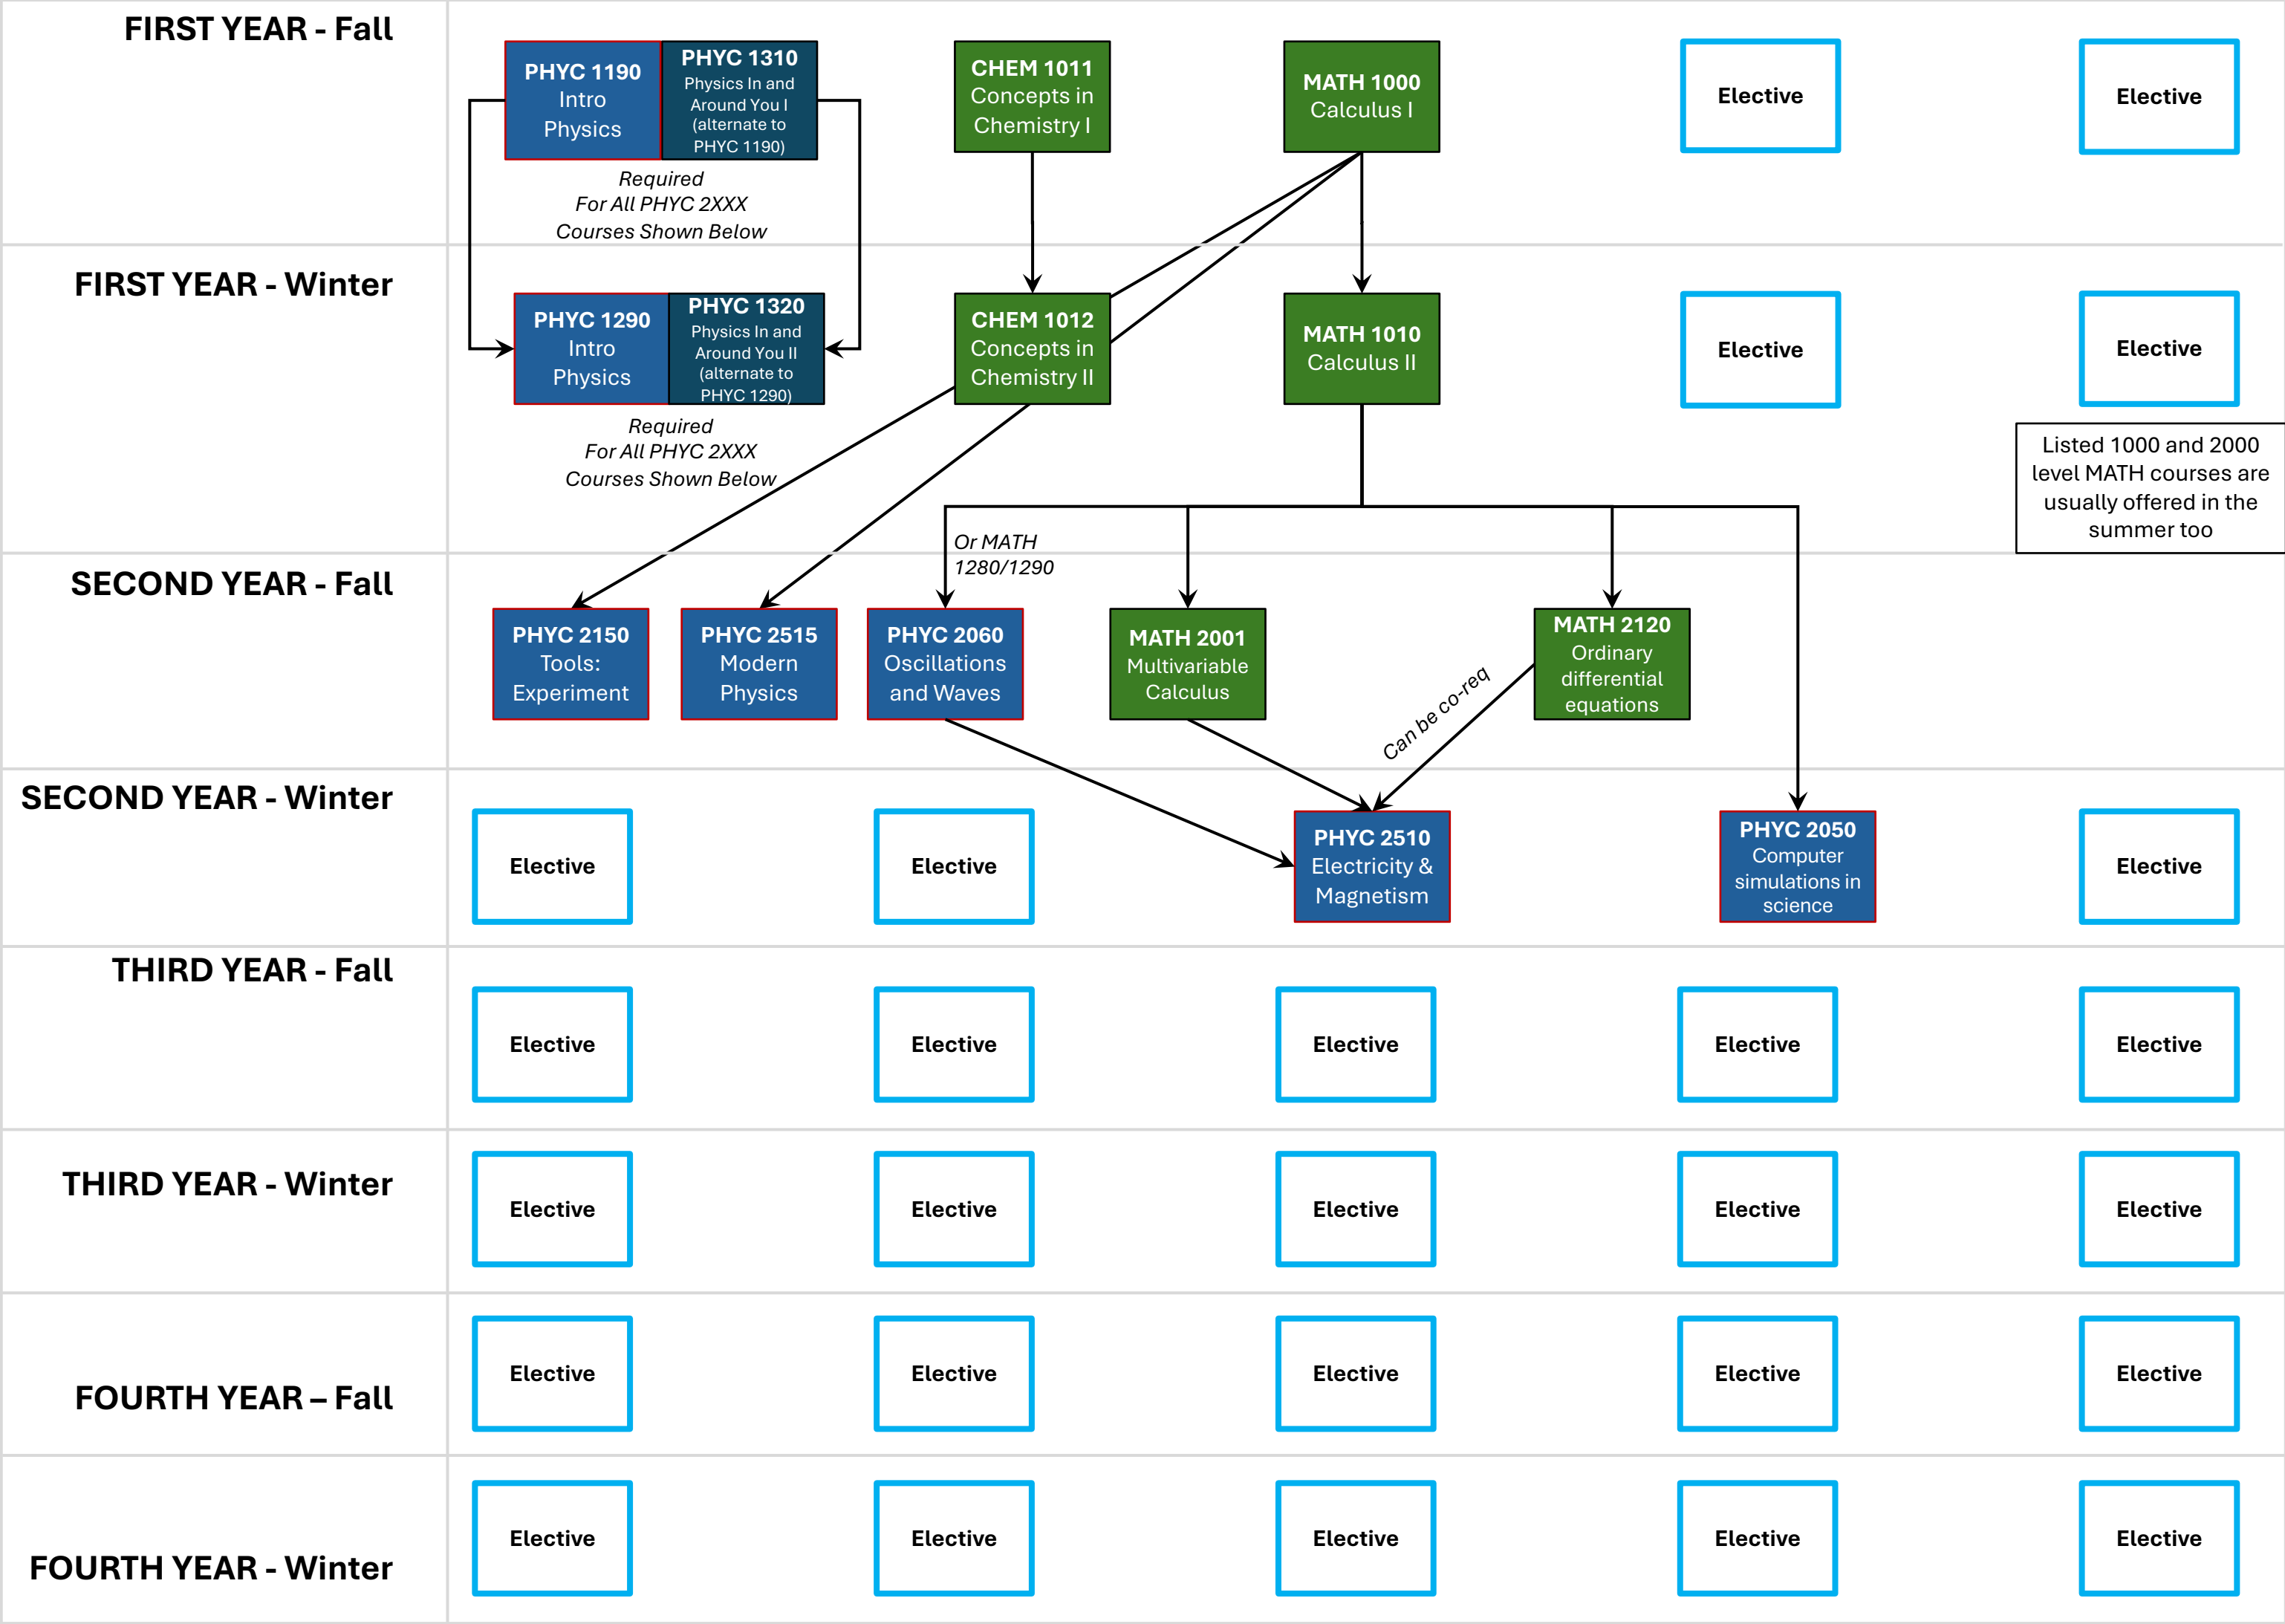 FIRST YEAR - Fall
PHYC 1190
Intro
Physics
PHYC 1310
Physics In and
Around You I
(alternate to
PHYC 1190)
CHEM 1011
Concepts in
Chemistry I
MATH 1000
Calculus I
Elective
Elective
Required
For All PHYC 2XXX
Courses Shown Below
FIRST YEAR - Winter
PHYC 1290
Intro
Physics
PHYC 1320
Physics In and
Around You II
(alternate to
PHYC 1290)
CHEM 1012
Concepts in
Chemistry II
MATH 1010
Calculus II
Elective
Elective
Required
For All PHYC 2XXX
Courses Shown Below
Listed 1000 and 2000
level MATH courses are
usually offered in the
summer too
Or MATH
1280/1290
SECOND YEAR - Fall
PHYC 2150
Tools:
Experiment
PHYC 2515
Modern
Physics
PHYC 2060
Oscillations
and Waves
MATH 2001
Multivariable
Calculus
MATH 2120
Ordinary
differential
equations
Can be co-req
SECOND YEAR - Winter
Elective
Elective
PHYC 2510
Electricity &
Magnetism
PHYC 2050
Computer
simulations in
science
Elective
THIRD YEAR - Fall
Elective
Elective
Elective
Elective
Elective
THIRD YEAR - Winter
Elective
Elective
Elective
Elective
Elective
FOURTH YEAR – Fall
Elective
Elective
Elective
Elective
Elective
FOURTH YEAR - Winter
Elective
Elective
Elective
Elective
Elective